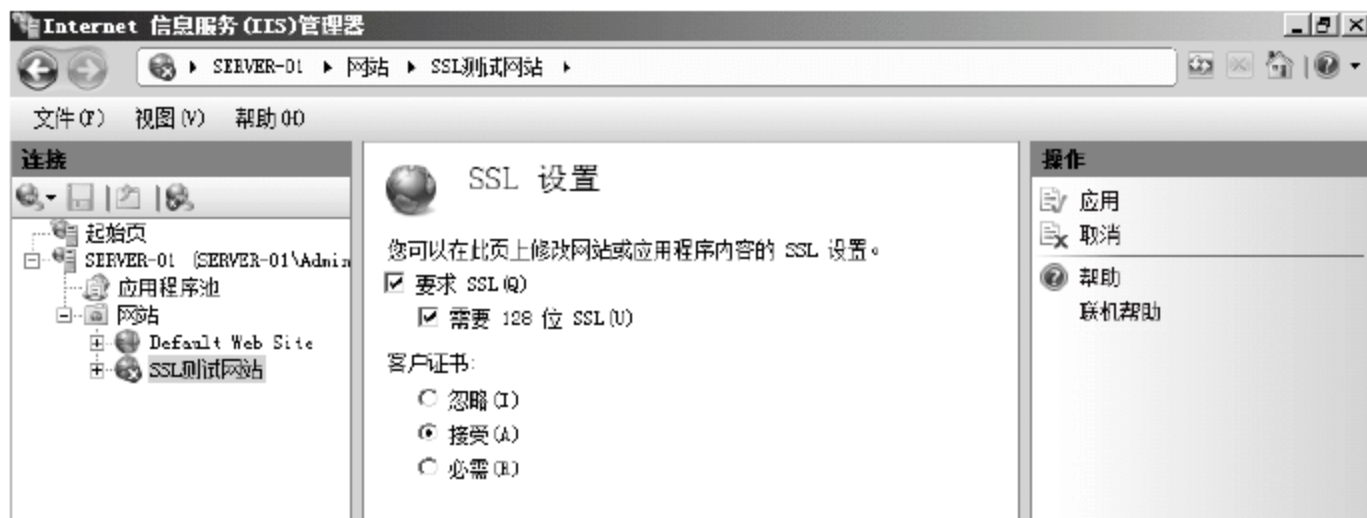 Internet 信息服务(IIS)管理器
SERVER-01 网站 SSL测试网站
文件(F) 视图(V) 帮助(H)
连接
起始页
SERVER-01 (SERVER-01\Admin
应用程序池
网站
Default Web Site
SSL测试网站
SSL 设置
您可以在此页上修改网站或应用程序内容的 SSL 设置。
要求 SSL(Q)
需要 128 位 SSL(U)
客户证书:
忽略(I)
接受(A)
必需(R)
操作
应用
取消
帮助
联机帮助